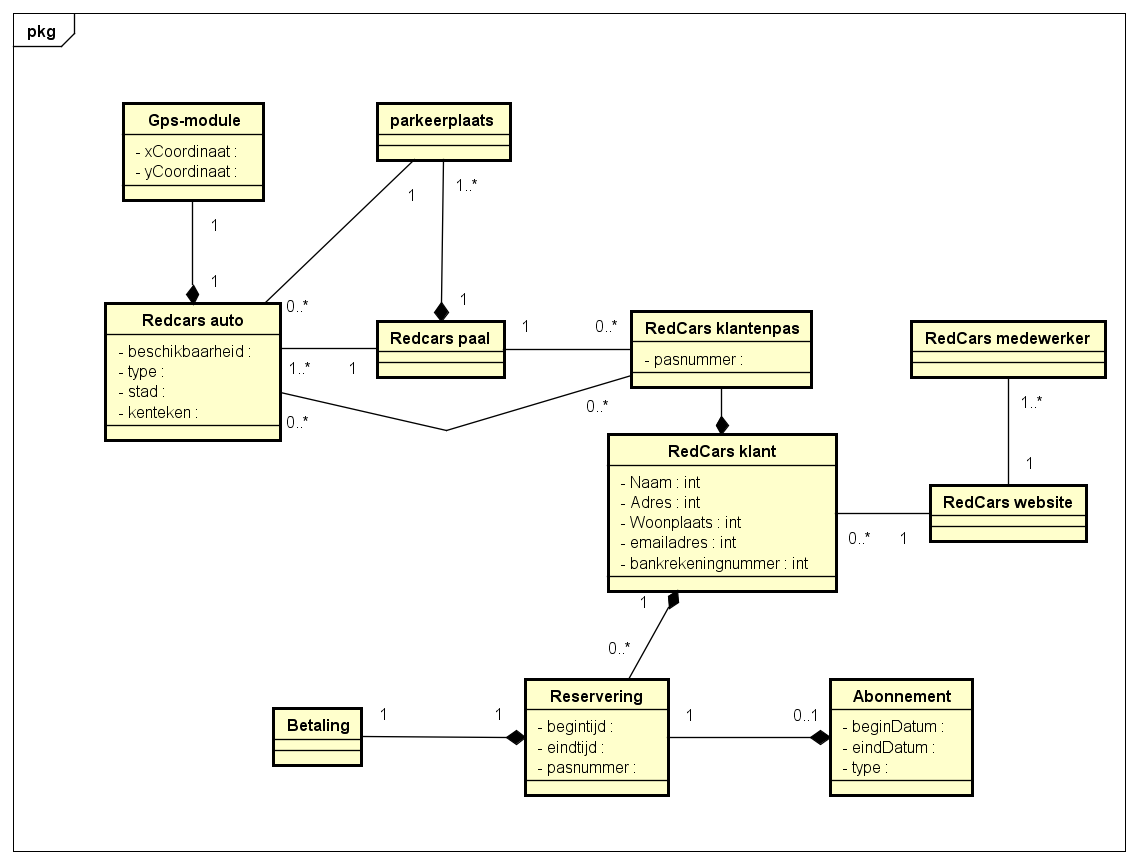 pkg
Gps-module
- xCoordinaat :
- yCoordinaat :
parkeerplaats
1
1..*
1
1
1
0..*
Redcars auto
- beschikbaarheid :
- type :
- stad :
- kenteken :
Redcars paal
1
0..*
1..*
1
RedCars klantenpas
- pasnummer :
0..*
0..*
RedCars medewerker
1..*
1
RedCars klant
- Naam : int
- Adres : int
- Woonplaats : int
- emailadres : int
- bankrekeningnummer : int
RedCars website
0..*
1
1
0..*
Betaling
1
1
Reservering
- begintijd :
- eindtijd :
- pasnummer :
1
0..1
Abonnement
- beginDatum :
- eindDatum :
- type :